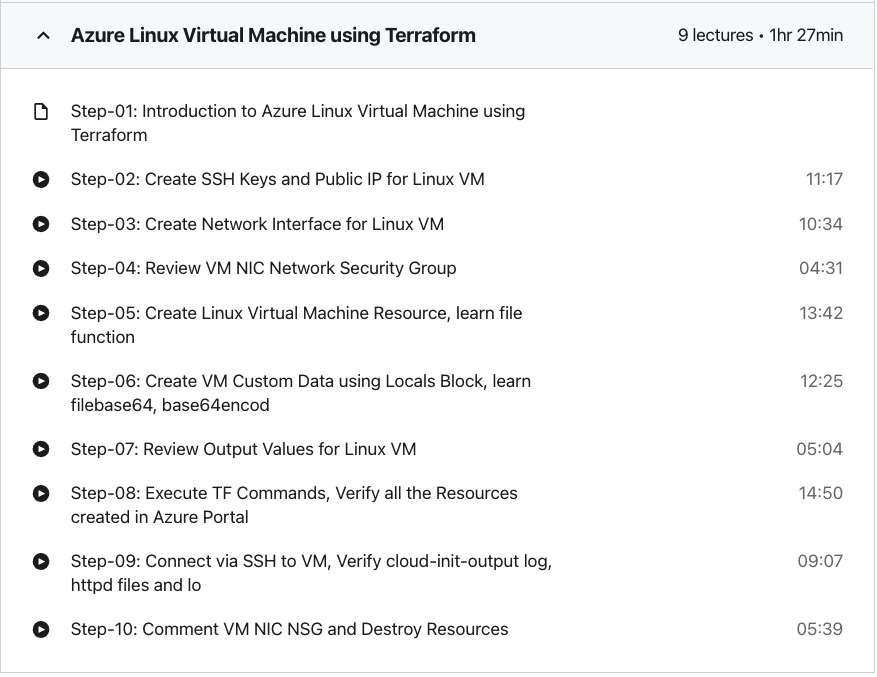 Azure Linux Virtual Machine using Terraform
9 lectures • 1hr 27min
Step-01: Introduction to Azure Linux Virtual Machine using
Terraform
Step-02: Create SSH Keys and Public IP for Linux VM
11:17
Step-03: Create Network Interface for Linux VM
10:34
Step-04: Review VM NIC Network Security Group
04:31
Step-05: Create Linux Virtual Machine Resource, learn file
function
13:42
Step-06: Create VM Custom Data using Locals Block, learn
filebase64, base64encod
12:25
Step-07: Review Output Values for Linux VM
05:04
Step-08: Execute TF Commands, Verify all the Resources
created in Azure Portal
14:50
Step-09: Connect via SSH to VM, Verify cloud-init-output log,
httpd files and lo
09:07
Step-10: Comment VM NIC NSG and Destroy Resources
05:39